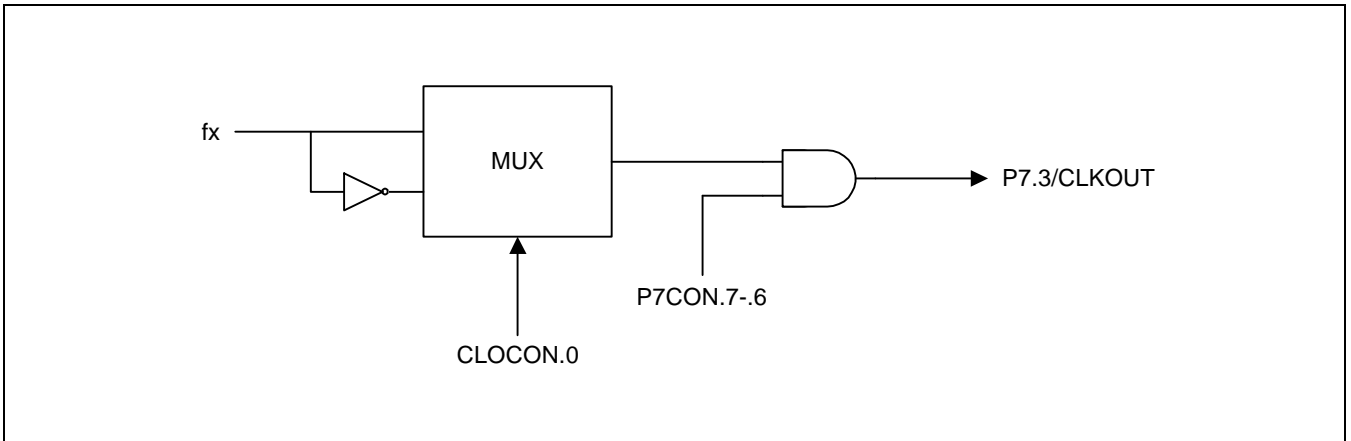 fx
MUX
P7.3/CLKOUT
P7CON.7-.6
CLOCON.0